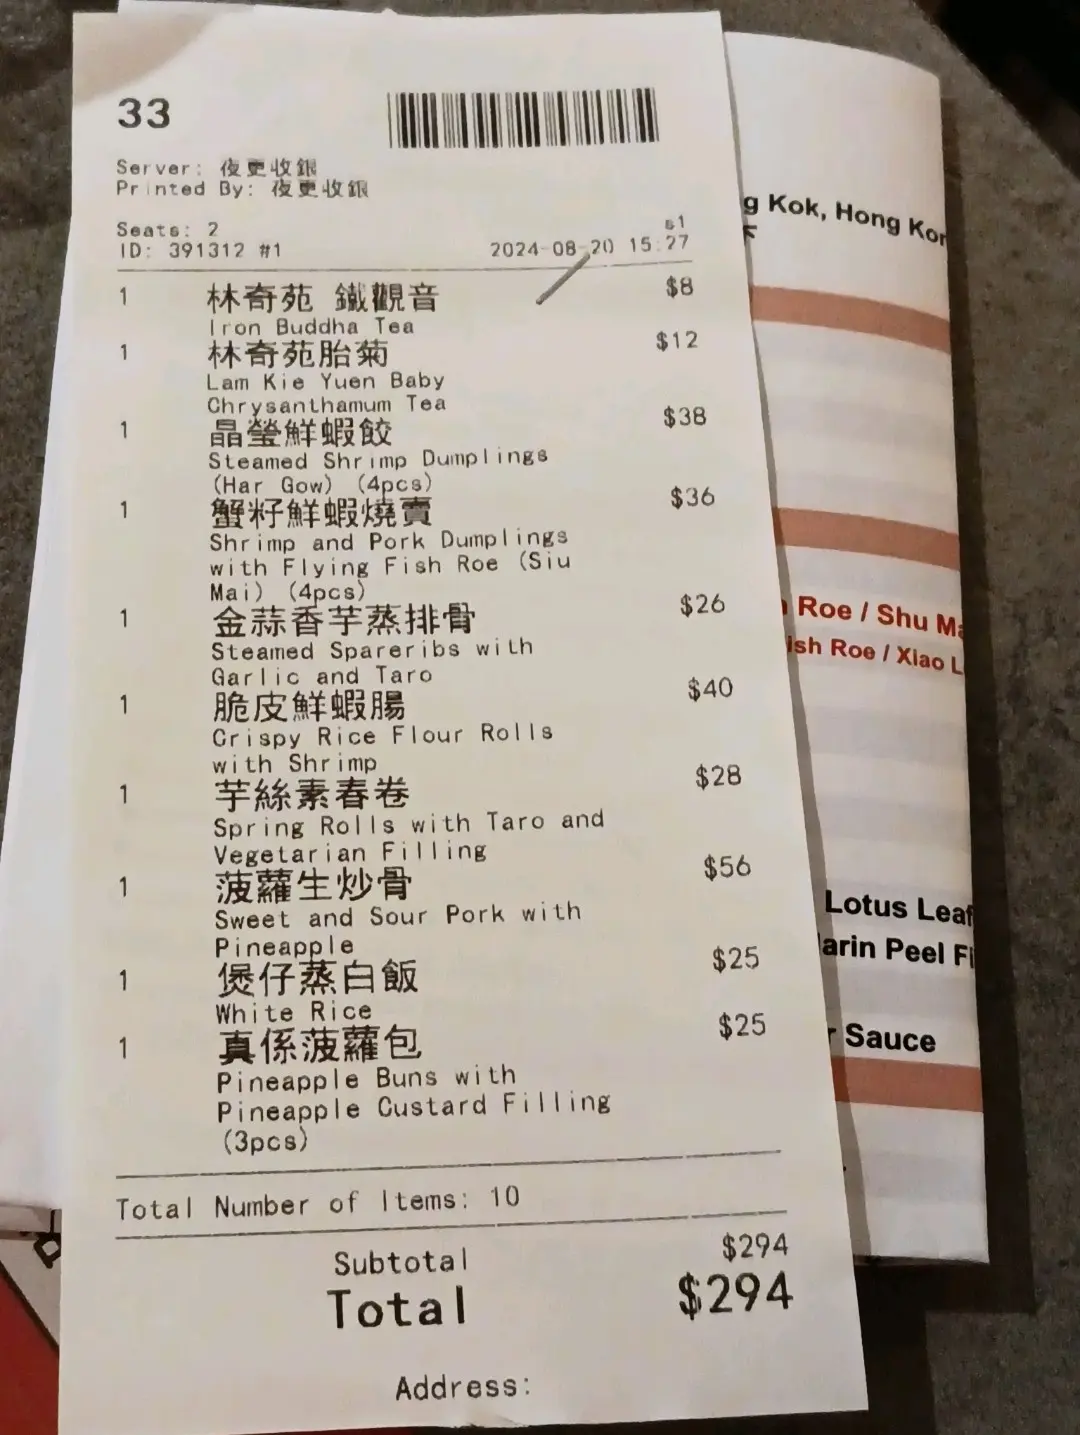 33
Server: 夜更收銀
Printed By: 夜更收銀
Seats: 2 s1
ID: 391312 #1 2024-08-20 15:27
1 林奇苑 鐵觀音 $8
Iron Buddha Tea
1 林奇苑胎菊 $12
Lam Kie Yuen Baby
Chrysanthamum Tea
1 晶瑩鮮蝦餃 $38
Steamed Shrimp Dumplings
(Har Gow) (4pcs)
1 蟹籽鮮蝦燒賣 $36
Shrimp and Pork Dumplings
with Flying Fish Roe (Siu
Mai) (4pcs)
1 金蒜香芋蒸排骨 $26
Steamed Spareribs with
Garlic and Taro
1 脆皮鮮蝦腸 $40
Crispy Rice Flour Rolls
with Shrimp
1 芋絲素春卷 $28
Spring Rolls with Taro and
Vegetarian Filling
1 菠蘿生炒骨 $56
Sweet and Sour Pork with
Pineapple
1 煲仔蒸白飯 $25
White Rice
1 真係菠蘿包 $25
Pineapple Buns with
Pineapple Custard Filling
(3pcs)
Total Number of Items: 10
Subtotal $294
Total $294
Address:
g Kok, Hong Kon
Roe / Shu Ma
ish Roe / Xiao L
Lotus Leaf
arin Peel Fi
r Sauce